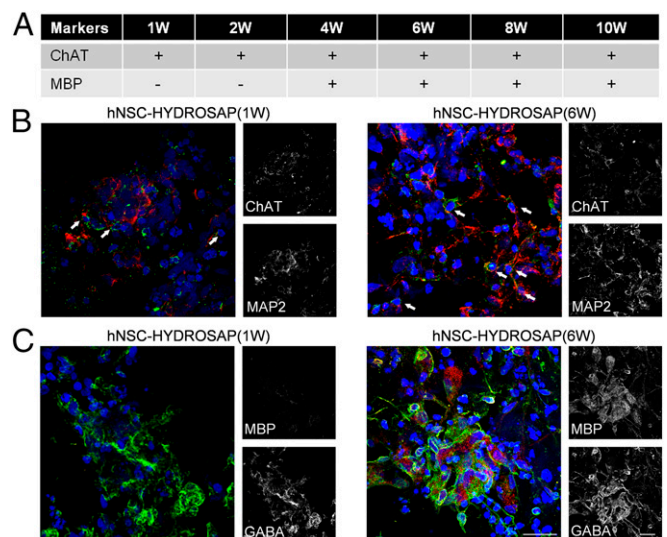 A
Markers 1W 2W 4W 6W 8W 10W
ChAT + + + + + +
MBP - - + + + +
B
hNSC-HYDROSAP(1W)
ChAT
MAP2
hNSC-HYDROSAP(6W)
ChAT
MAP2
C
hNSC-HYDROSAP(1W)
MBP
GABA
hNSC-HYDROSAP(6W)
MBP
GABA